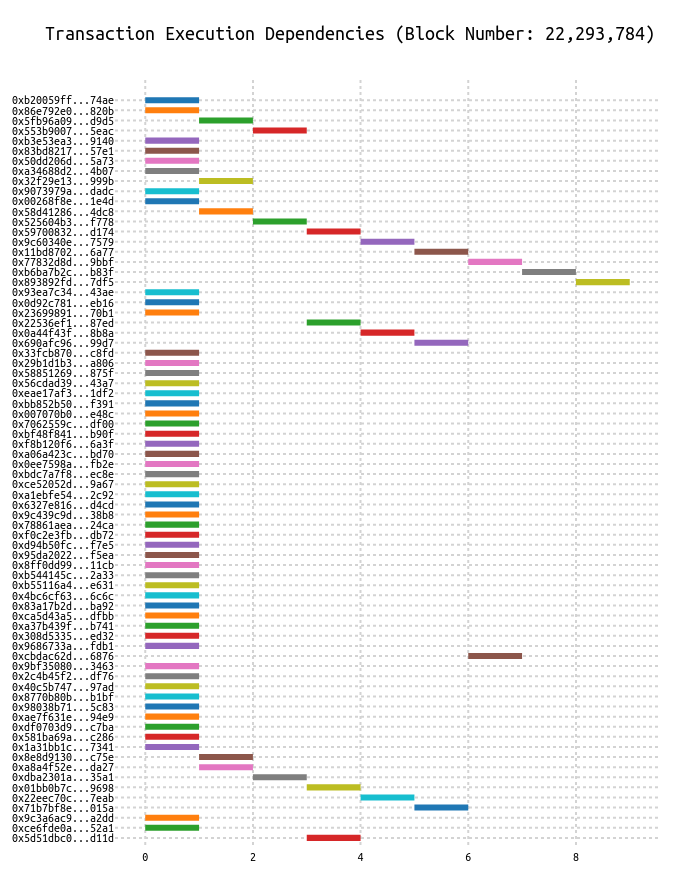 Transaction Execution Dependencies (Block Number: 22,293,784)
0xb20059ff...74ae
0x86e792e0...820b
0x5fb96a09...d9d5
0x553b9007...5eac
0xb3e53ea3...9140
0x83bd8217...57e1
0x50dd206d...5a73
0xa34688d2...4b07
0x32f29e13...999b
0x9073979a...dadc
0x00268f8e...1e4d
0x58d41286...4dc8
0x525604b3...f778
0x59700832...d174
0x9c60340e...7579
0x11bd8702...6a77
0x77832d8d...9bbf
0xb6ba7b2c...b83f
0x893892fd...7df5
0x93ea7c34...43ae
0x0d92c781...eb16
0x23699891...70b1
0x22536ef1...87ed
0x0a44f43f...8b8a
0x690afc96...99d7
0x33fcb870...c8fd
0x29b1d1b3...a806
0x58851269...875f
0x56cdad39...43a7
0xeae17af3...1df2
0xbb852b50...f391
0x007070b0...e48c
0x7062559c...df00
0xbf48f841...b90f
0xf8b120f6...6a3f
0xa06a423c...bd70
0x0ee7598a...fb2e
0xbdc7a7f8...ec8e
0xce52052d...9a67
0xa1ebfe54...2c92
0x6327e816...d4cd
0x9c439c9d...38b8
0x78861aea...24ca
0xf0c2e3fb...db72
0xd94b50fc...f7e5
0x95da2022...f5ea
0x8ff0dd99...11cb
0xb544145c...2a33
0xb55116a4...e631
0x4bc6cf63...6c6c
0x83a17b2d...ba92
0xca5d43a5...dfbb
0xa37b439f...b741
0x308d5335...ed32
0x9686733a...fdb1
0xcbdac62d...6876
0x9bf35080...3463
0x2c4b45f2...df76
0x40c5b747...97ad
0x8770b80b...b1bf
0x98038b71...5c83
0xae7f631e...94e9
0xdf0703d9...c7ba
0x581ba69a...c286
0x1a31bb1c...7341
0x8e8d9130...c75e
0xa8a4f52e...da27
0xdba2301a...35a1
0x01bb0b7c...9698
0x22eec70c...7eab
0x71b7bf8e...015a
0x9c3a6ac9...a2dd
0xce6fde0a...52a1
0x5d51dbc0...d11d
0 2 4 6 8